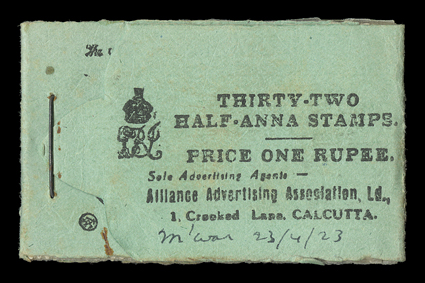 The
THIRTY-TWO
HALF-ANNA STAMPS.
PRICE ONE RUPEE.
Sole Advertising Agents —
Alliance Advertising Association, Ld.,
1, Crooked Lane, CALCUTTA.
23/4/23